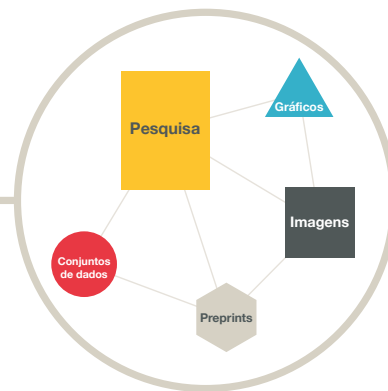 Gráficos
Pesquisa
Imagens
Conjuntos
de dados
Preprints